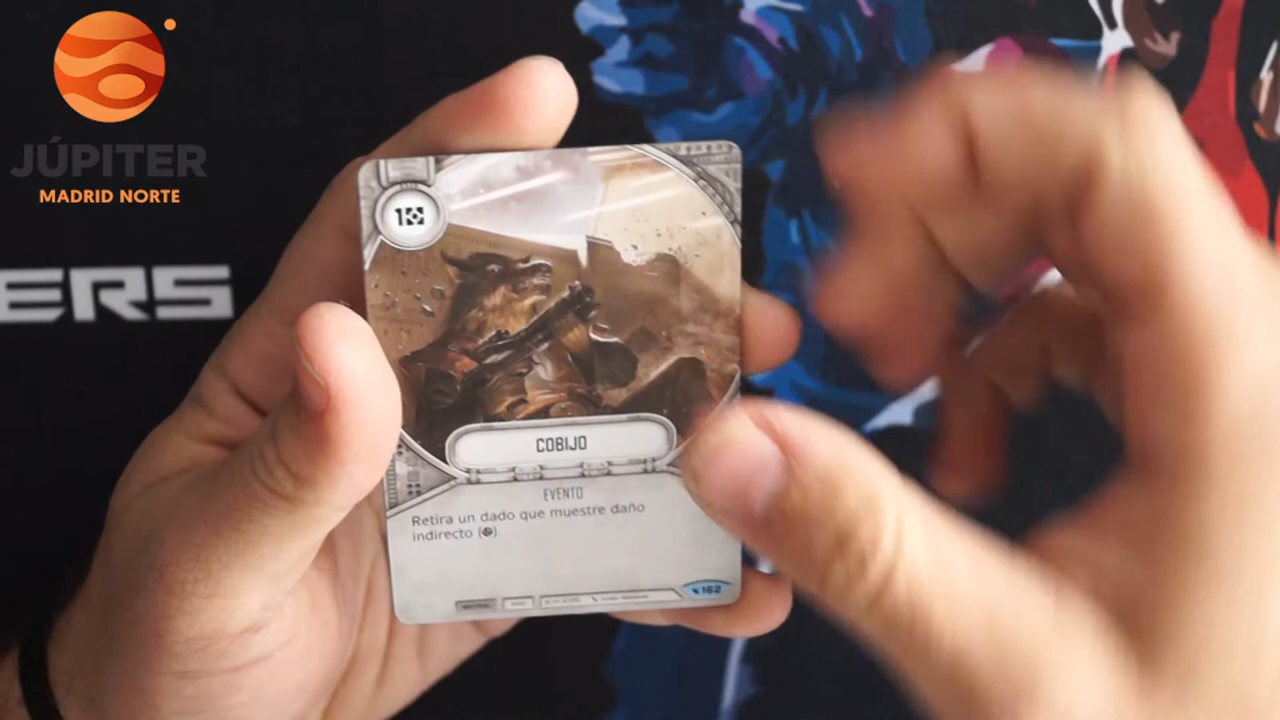 JÚPITER
MADRID NORTE
ERS
1
COBIJO
EVENTO
Retira un dado que muestre daño
indirecto ( ).
162